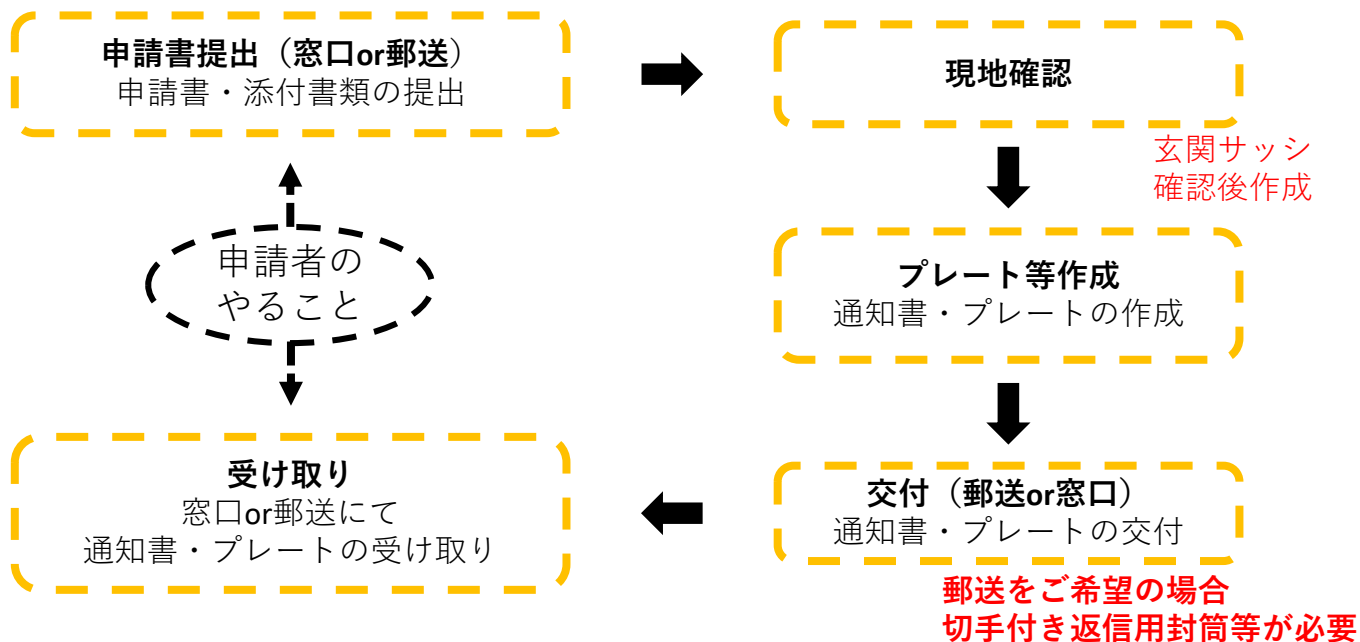 申請書提出（窓口or郵送）
申請書・添付書類の提出
現地確認
玄関サッシ
確認後作成
申請者の
やること
プレート等作成
通知書・プレートの作成
受け取り
窓口or郵送にて
通知書・プレートの受け取り
交付（郵送or窓口）
通知書・プレートの交付
郵送をご希望の場合
切手付き返信用封筒等が必要